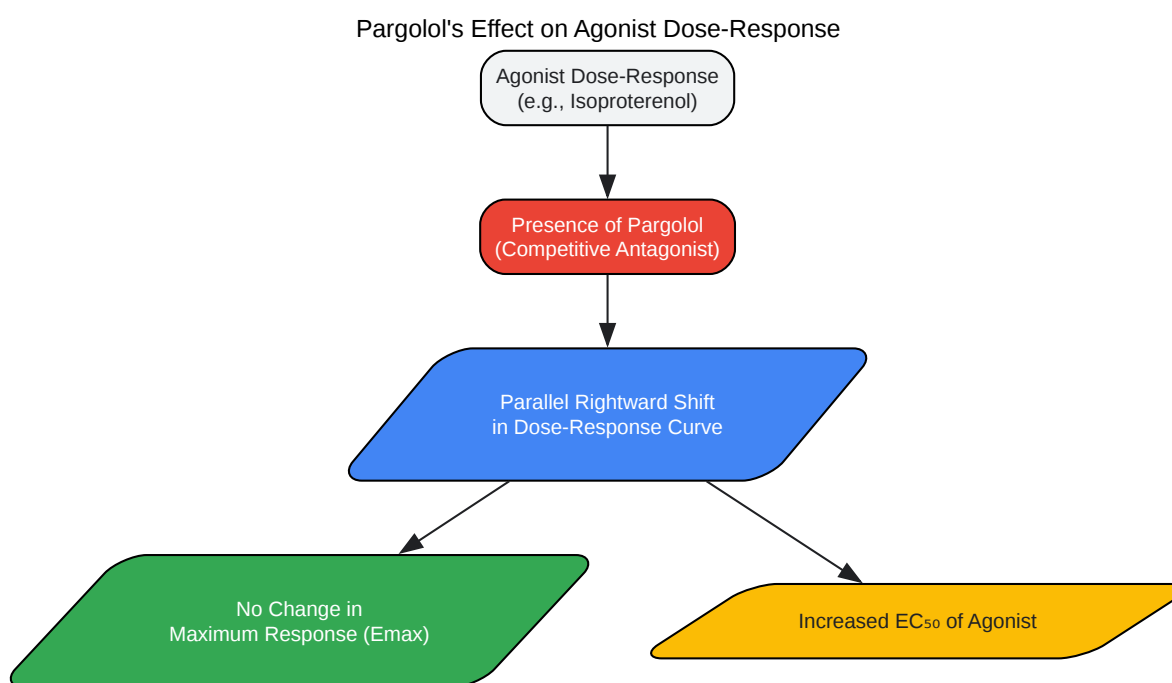 Pargolol's Effect on Agonist Dose-Response
Agonist Dose-Response
(e.g., Isoproterenol)
Presence of Pargolol
(Competitive Antagonist)
Parallel Rightward Shift
in Dose-Response Curve
No Change in
Maximum Response (Emax)
Increased EC₅₀ of Agonist